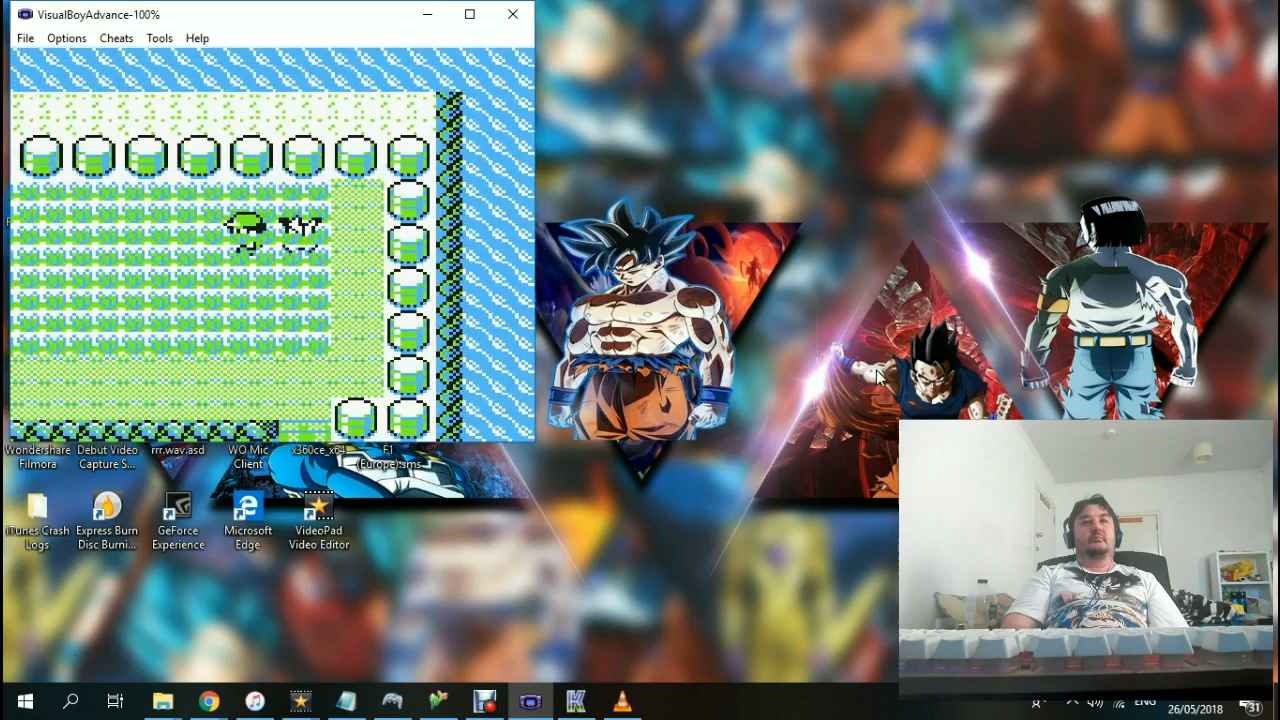 VisualBoyAdvance-100%
File Options Cheats Tools Help
Wondershare Filmora
Debut Video Capture S...
rrr.wav.asd
WO Mic Client
x360ce_x64
F1 (Europe).sms
iTunes Crash Logs
Express Burn Disc Burni...
GeForce Experience
Microsoft Edge
VideoPad Video Editor
ENG
26/05/2018
31